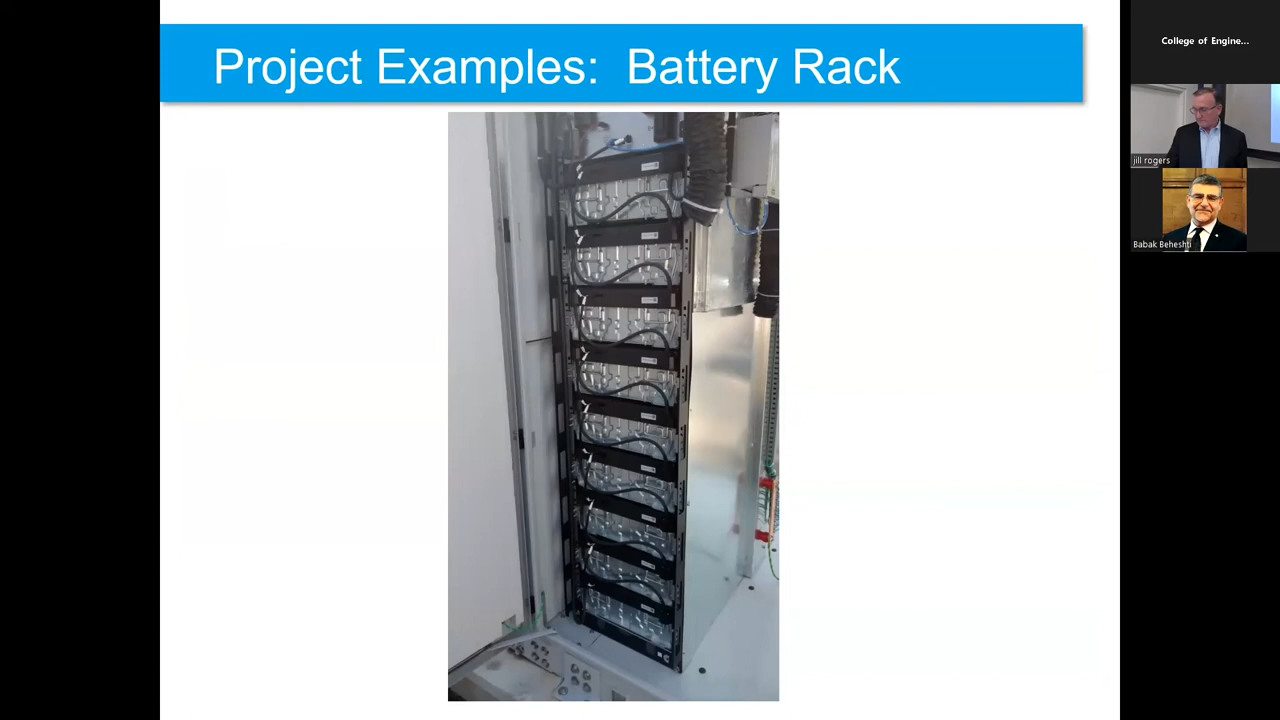 Project Examples:  Battery Rack
College of Engine...
jill rogers
Babak Beheshti